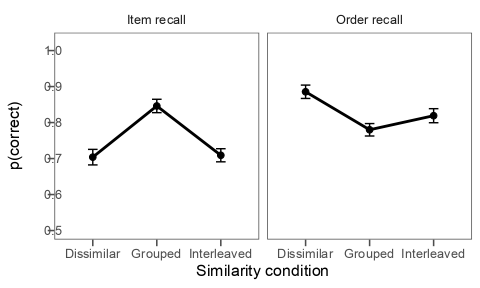 Item recall
Order recall
1.0
0.9
0.8
0.7
0.6
0.5
p(correct)
Dissimilar Grouped Interleaved
Dissimilar Grouped Interleaved
Similarity condition